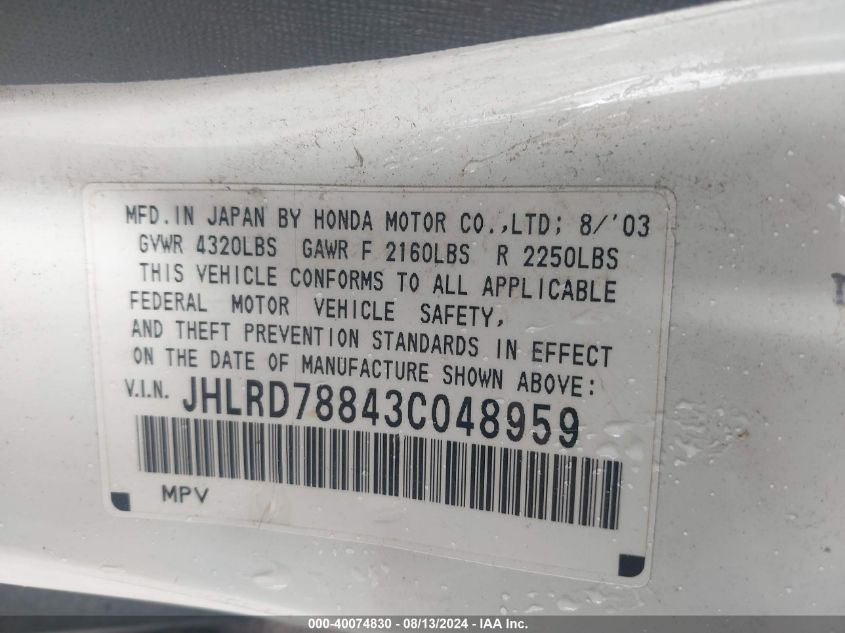 MFD. IN JAPAN BY HONDA MOTOR CO.,LTD; 8/'03
GVWR 4320LBS GAWR F 2160LBS R 2250LBS
THIS VEHICLE CONFORMS TO ALL APPLICABLE
FEDERAL MOTOR VEHICLE SAFETY,
AND THEFT PREVENTION STANDARDS IN EFFECT
ON THE DATE OF MANUFACTURE SHOWN ABOVE:
V.I.N. JHLRD78843C048959
MPV
000-40074830 - 08/13/2024 - IAA Inc.